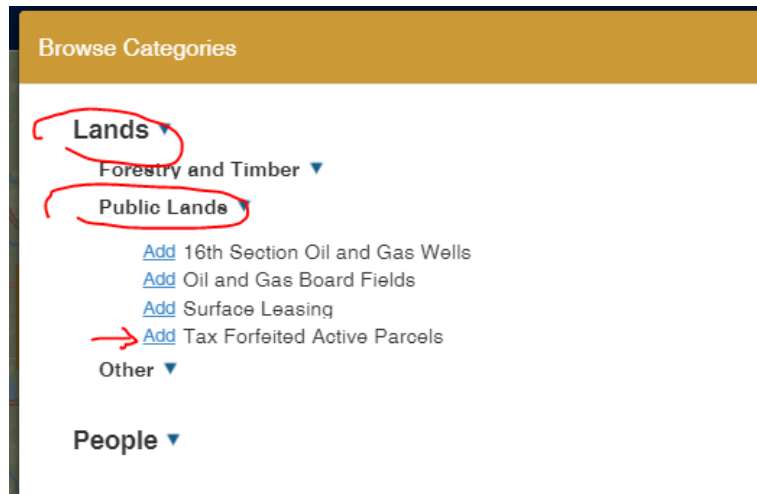 Browse Categories
Lands ▼
Forestry and Timber ▼
Public Lands ▼
Add 16th Section Oil and Gas Wells
Add Oil and Gas Board Fields
Add Surface Leasing
Add Tax Forfeited Active Parcels
Other ▼
People ▼